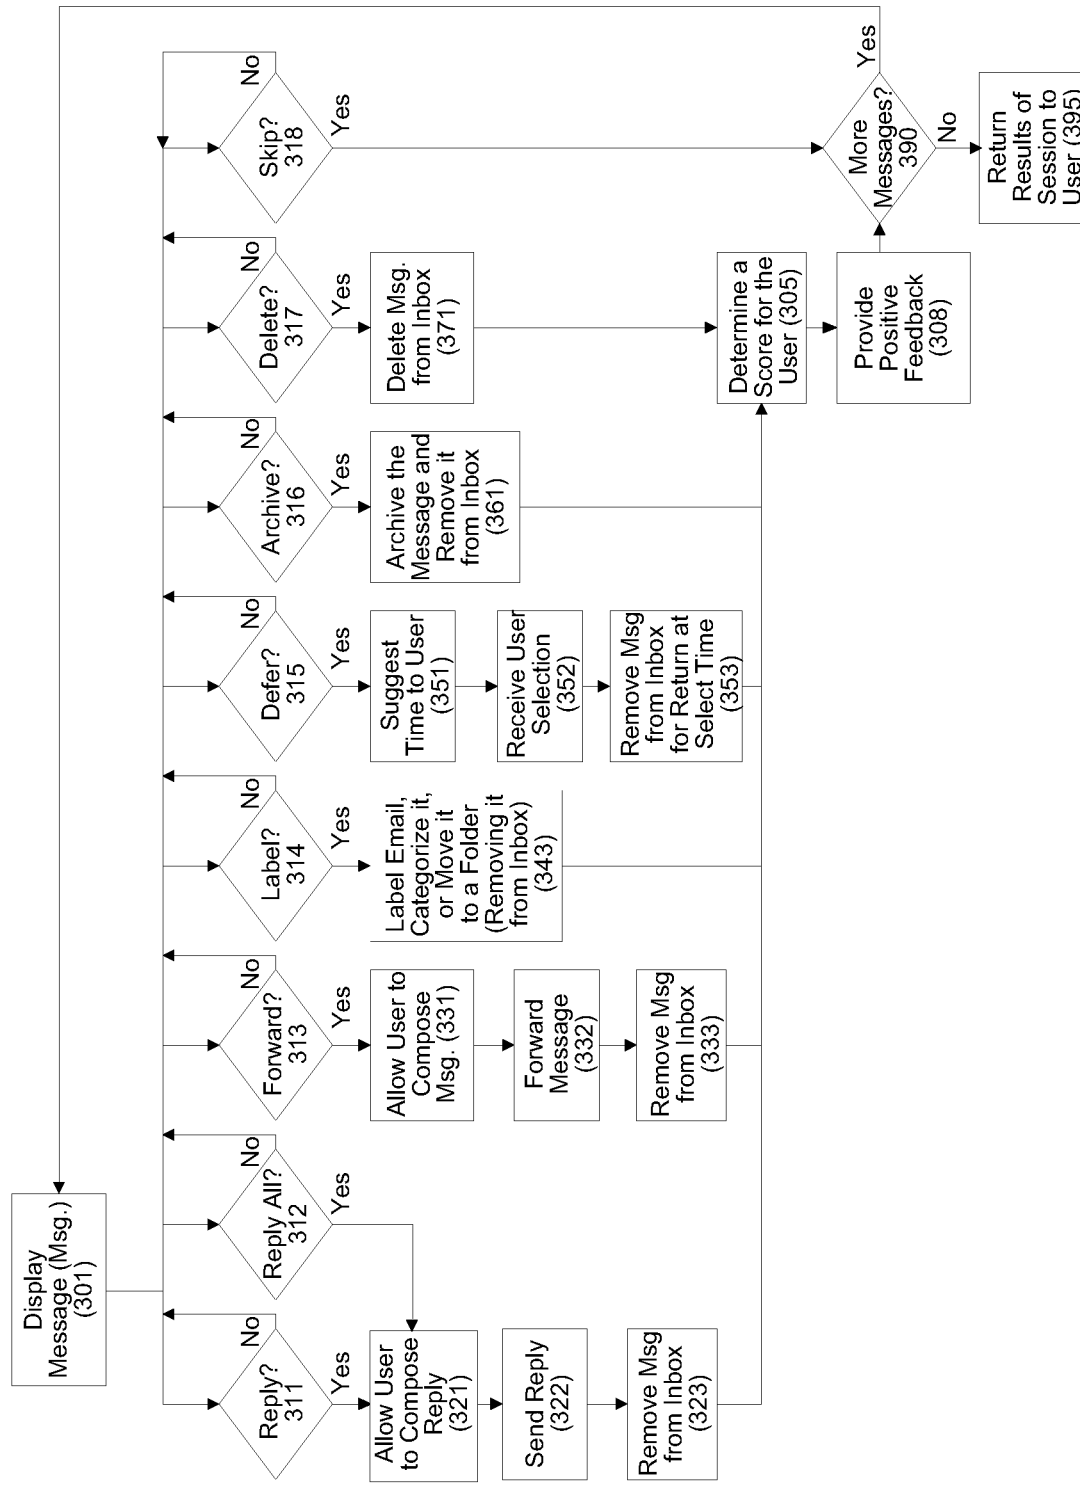 Display
Message (Msg.)
(301)
Reply?
311
No
Yes
Allow User
to Compose
Reply
(321)
Send Reply
(322)
Remove Msg
from Inbox
(323)
Reply All?
312
No
Yes
Forward?
313
No
Yes
Allow User to
Compose
Msg. (331)
Forward
Message
(332)
Remove Msg
from Inbox
(333)
Label?
314
No
Yes
Label Email,
Categorize it,
or Move it
to a Folder
(Removing it
from Inbox)
(343)
Defer?
315
No
Yes
Suggest
Time to User
(351)
Receive User
Selection
(352)
Remove Msg
from Inbox
for Return at
Select Time
(353)
Archive?
316
No
Yes
Archive the
Message and
Remove it
from Inbox
(361)
Delete?
317
No
Yes
Delete Msg.
from Inbox
(371)
Determine a
Score for the
User (305)
Provide
Positive
Feedback
(308)
Skip?
318
No
Yes
More
Messages?
390
Yes
No
Return
Results of
Session to
User (395)